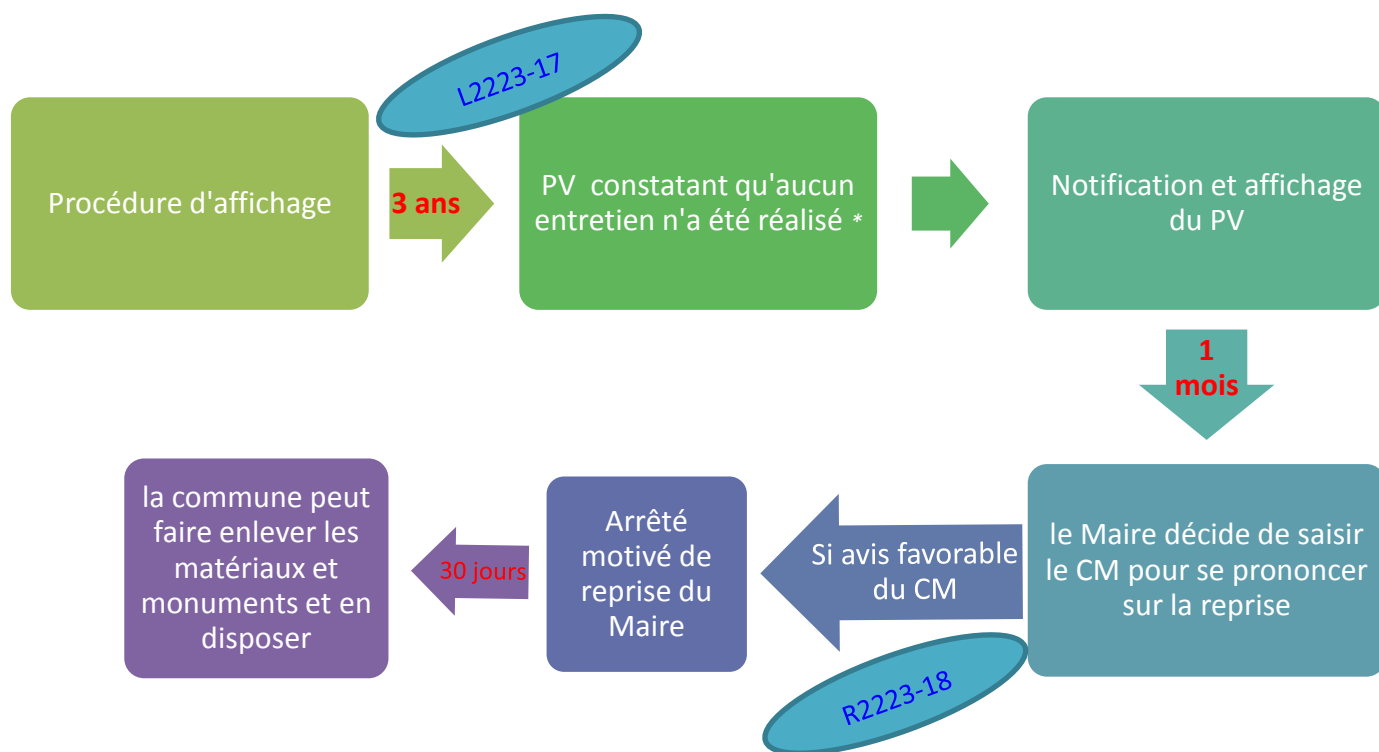 L2223-17
Procédure d'affichage
3 ans
PV constatant qu'aucun
entretien n'a été réalisé *
Notification et affichage
du PV
1
mois
le Maire décide de saisir
le CM pour se prononcer
sur la reprise
Si avis favorable
du CM
R2223-18
Arrêté
motivé de
reprise du
Maire
30 jours
la commune peut
faire enlever les
matériaux et
monuments et en
disposer